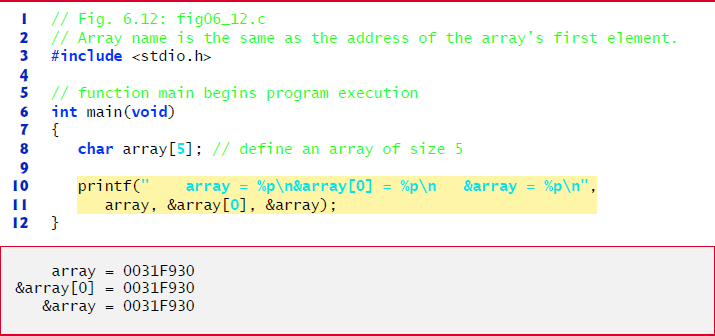 1 // Fig. 6.12: fig06_12.c
2 // Array name is the same as the address of the array's first element.
3 #include <stdio.h>
4
5 // function main begins program execution
6 int main(void)
7 {
8    char array[5]; // define an array of size 5
9
10    printf("   array = %p\n&array[0] = %p\n   &array = %p\n",
11       array, &array[0], &array);
12 }
    array = 0031F930
&array[0] = 0031F930
   &array = 0031F930